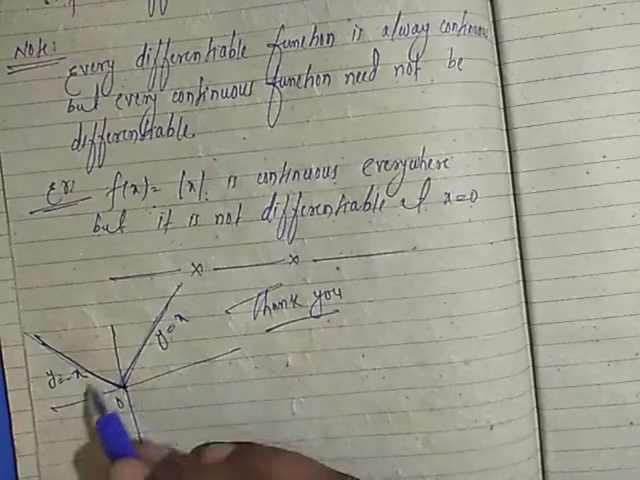 Note:
Every differentiable function is alway continuous
but every continuous function need not be
differentiable.
Ex: f(x) = |x|. is continuous everywhere
but it is not differentiable at x=0
x x
Thank you
y=x
y=-x
0